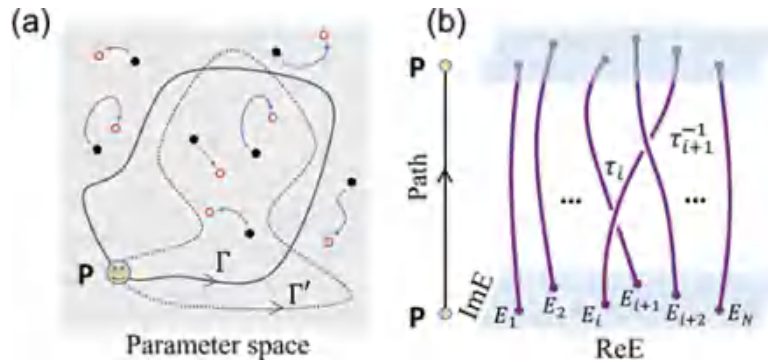 (a)
P
Γ
Γ′
Parameter space
(b)
P
Path
P
ImE
τ_i
τ_{i+1}^{-1}
...
...
E_1
E_2
E_i
E_{i+1}
E_{i+2}
E_N
ReE